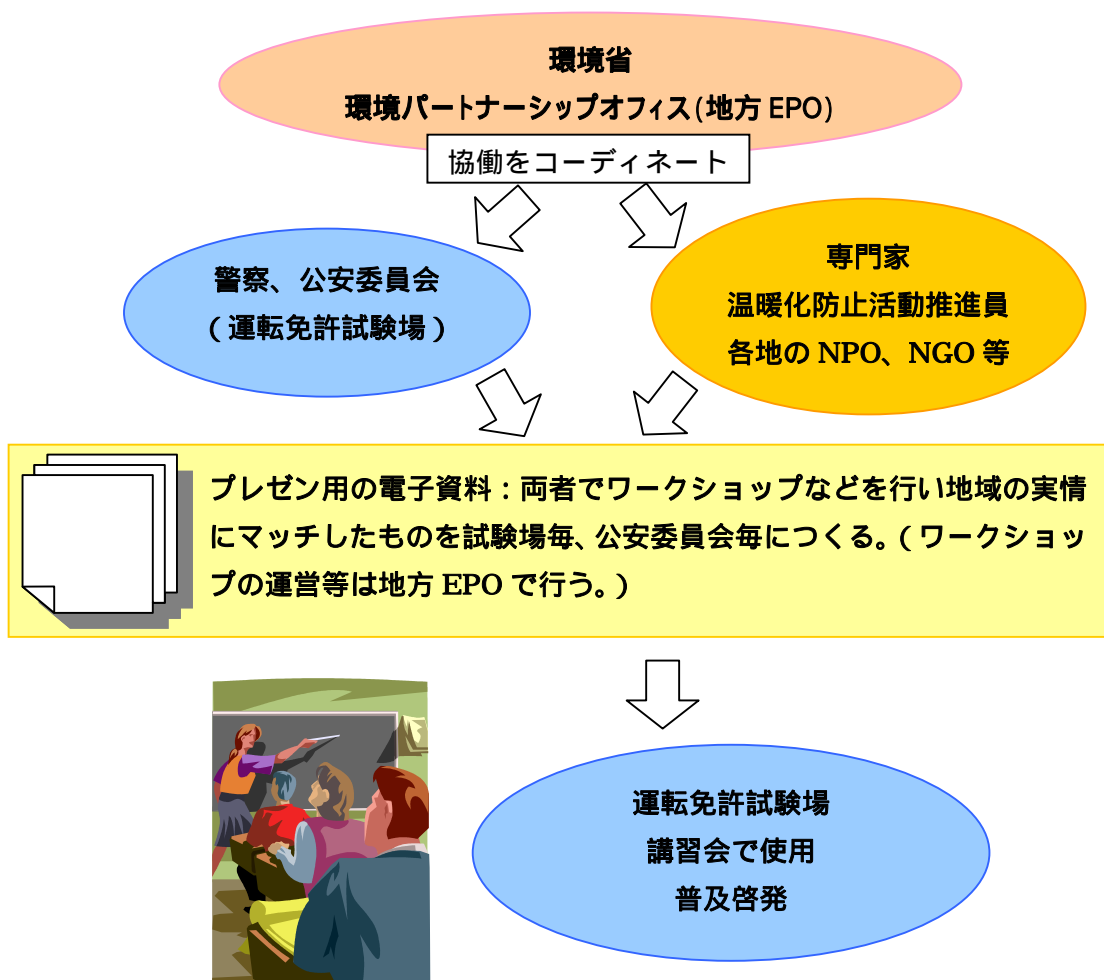 環境省
環境パートナーシップオフィス(地方 EPO)
協働をコーディネート
警察、公安委員会
（運転免許試験場）
専門家
温暖化防止活動推進員
各地の NPO、NGO 等
プレゼン用の電子資料：両者でワークショップなどを行い地域の実情
にマッチしたものを試験場毎、公安委員会毎につくる。（ワークショッ
プの運営等は地方 EPO で行う。）
運転免許試験場
講習会で使用
普及啓発